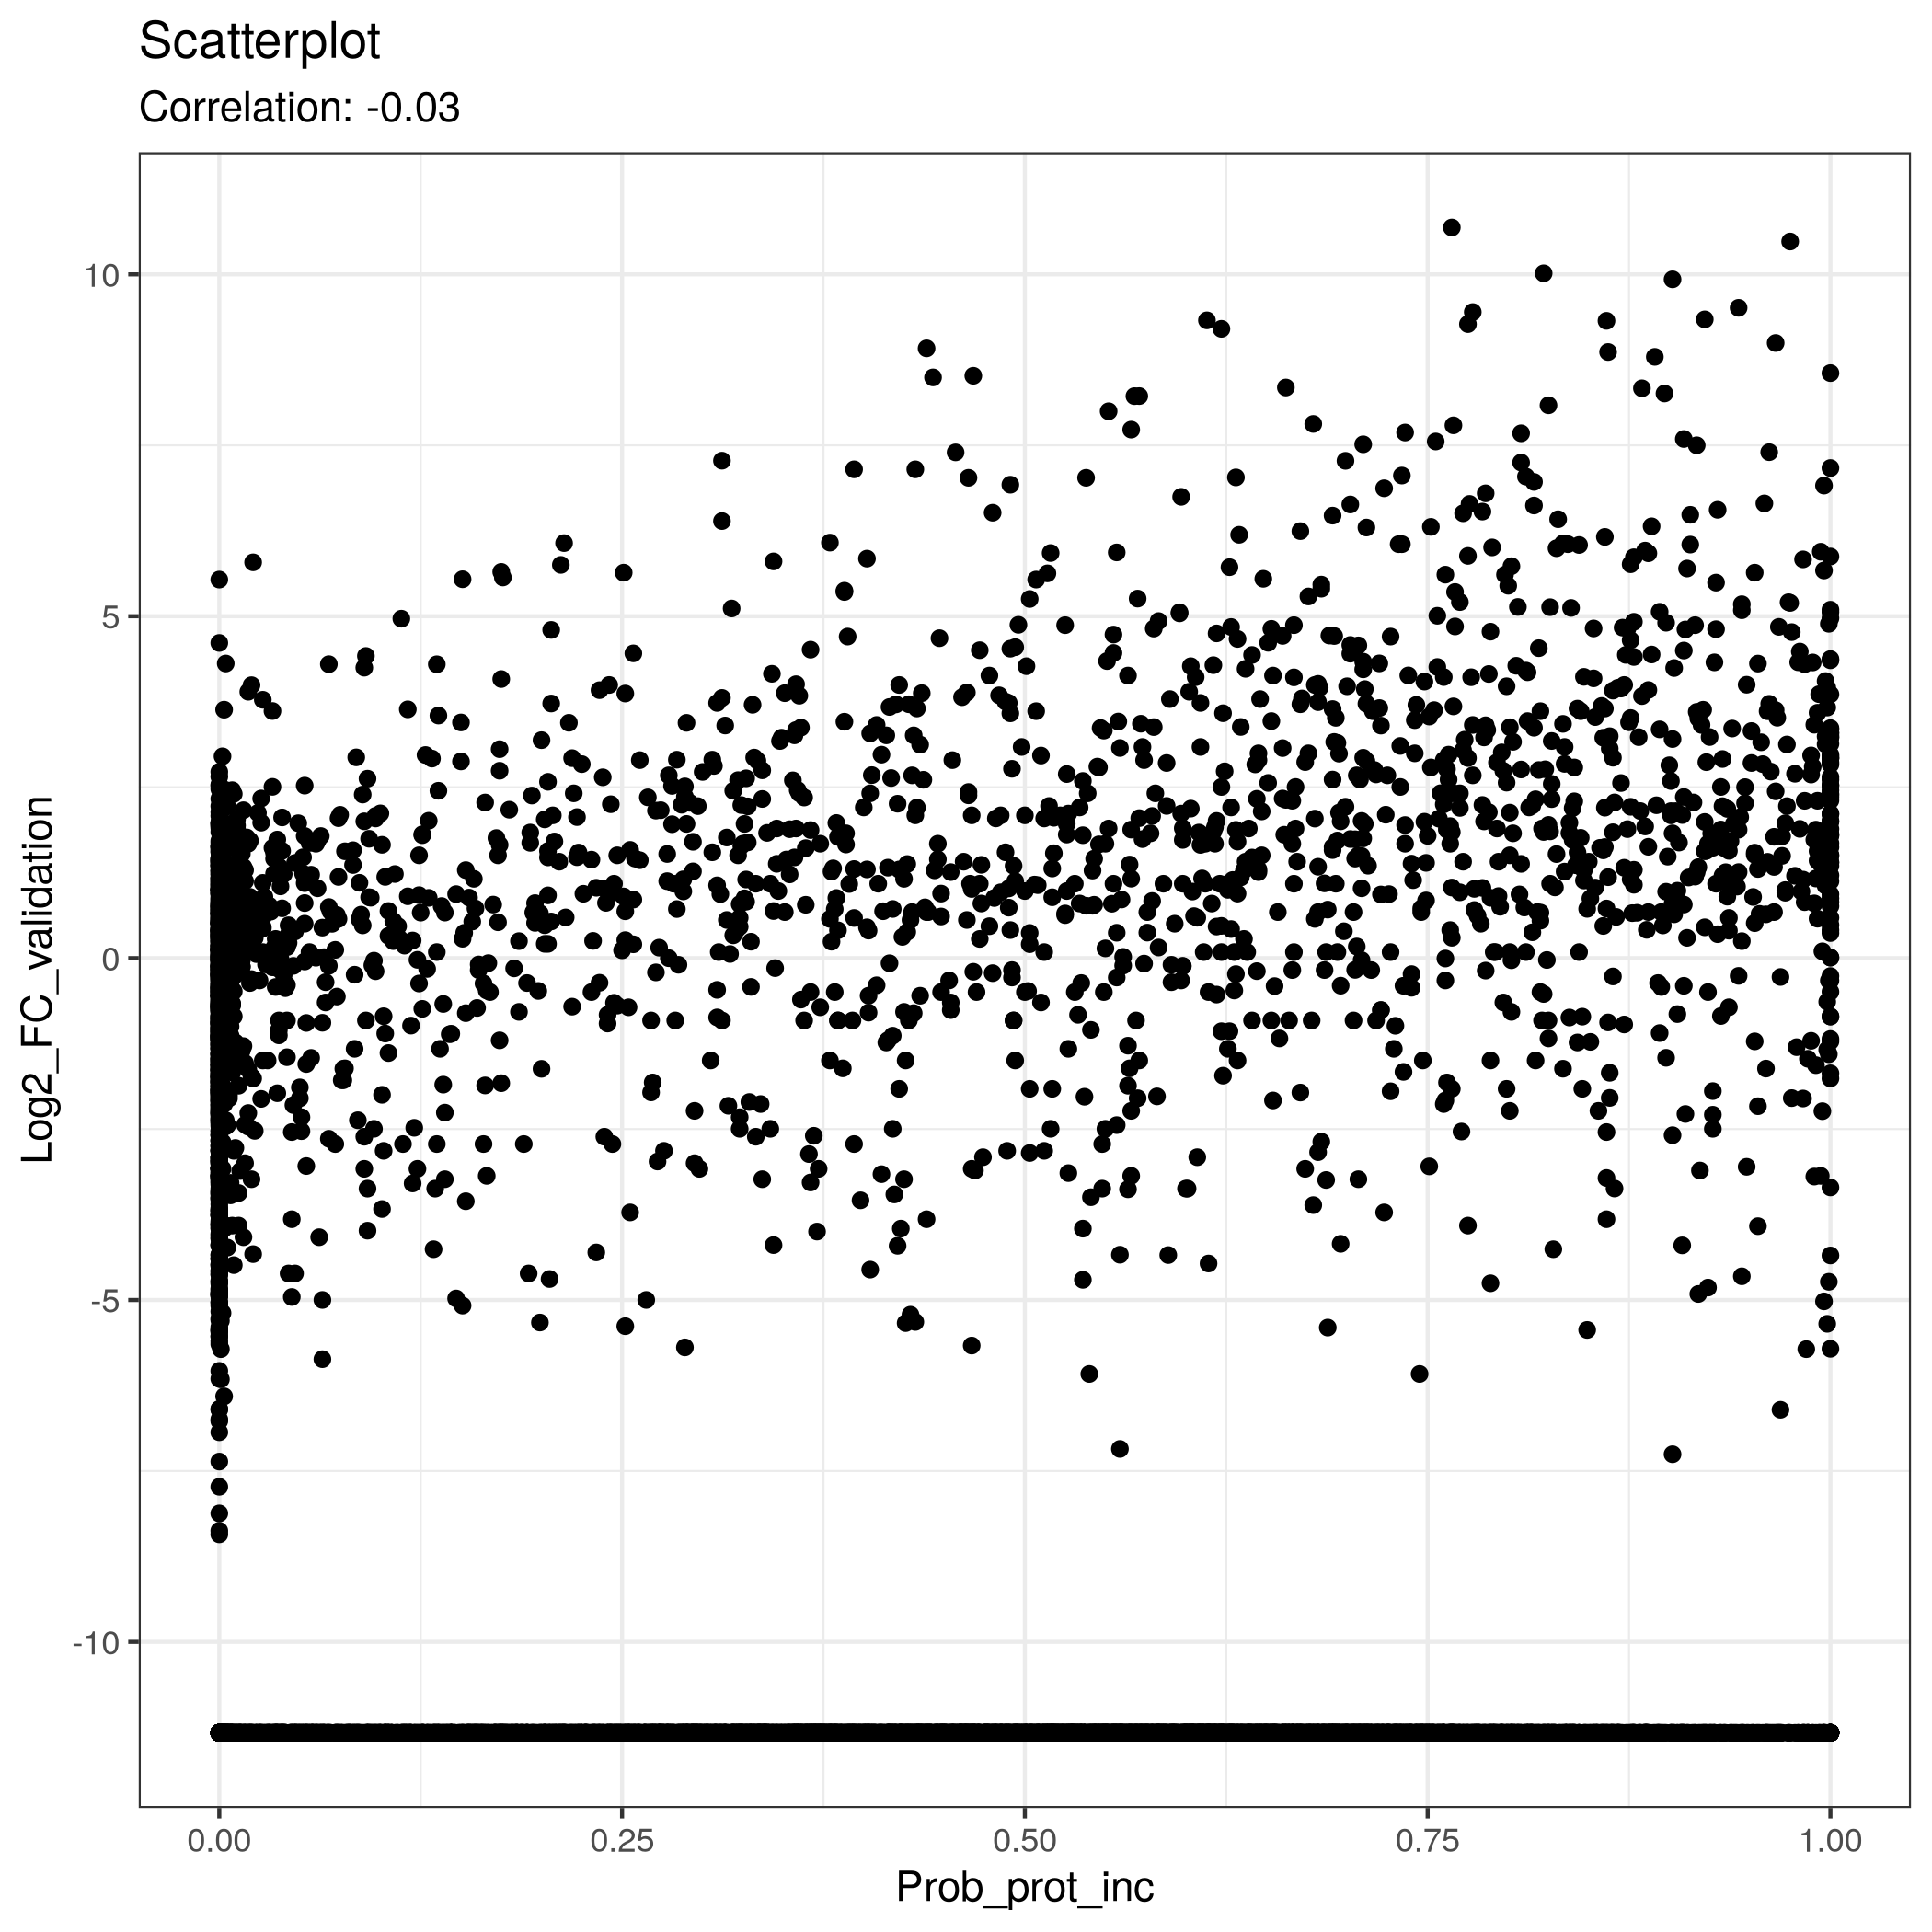 Scatterplot
Correlation: -0.03
Log2_FC_validation
10
5
0
-5
-10
0.00
0.25
0.50
0.75
1.00
Prob_prot_inc